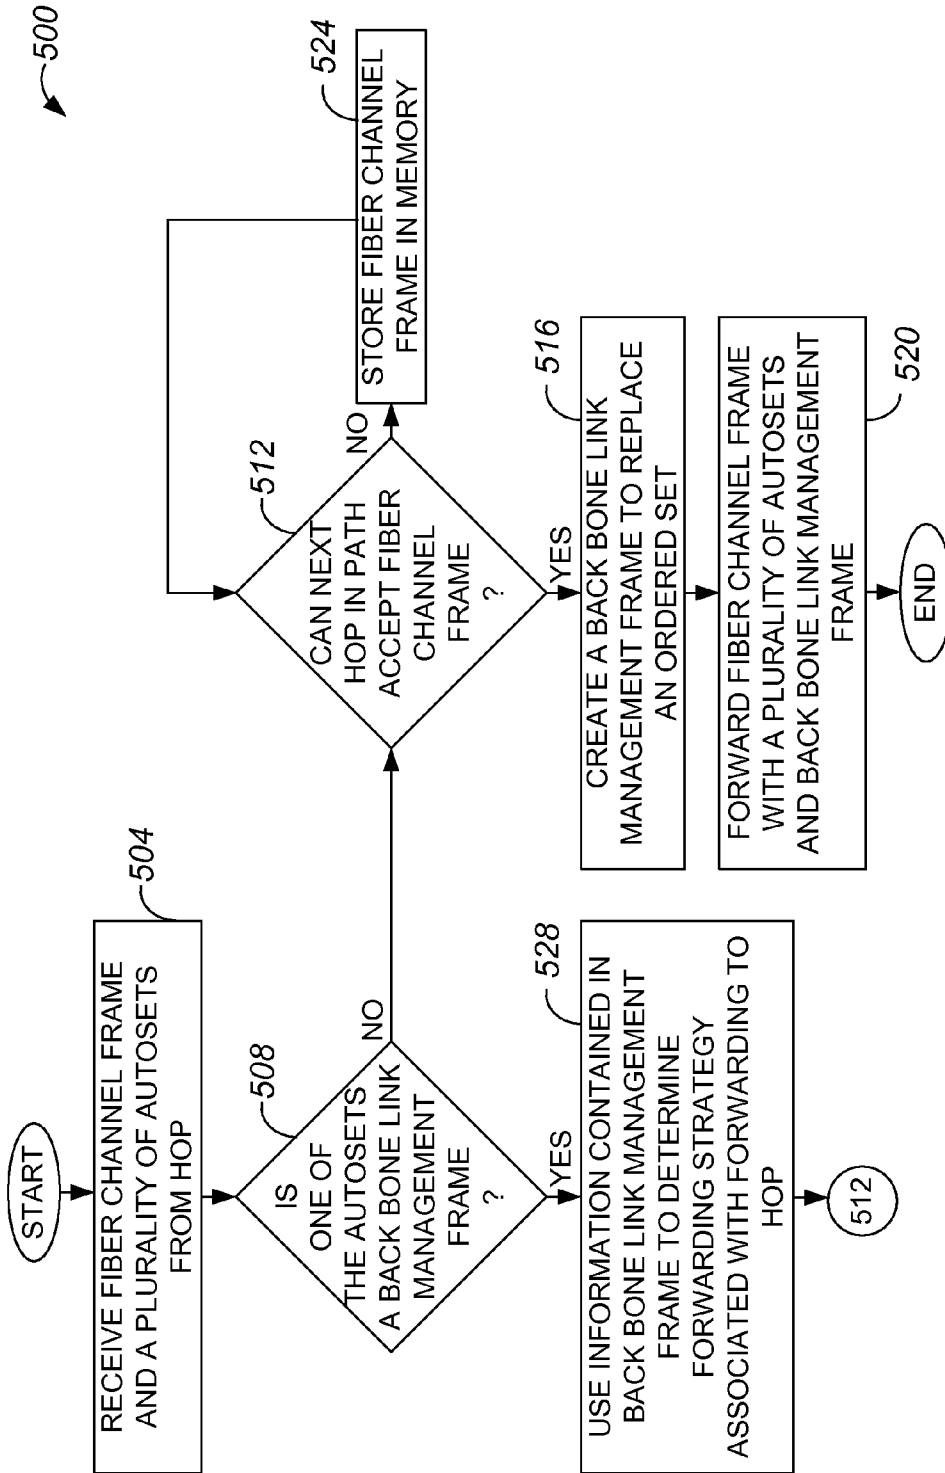 500
START
RECEIVE FIBER CHANNEL FRAME
AND A PLURALITY OF AUTOSETS
FROM HOP
504
IS
ONE OF
THE AUTOSETS
A BACK BONE LINK
MANAGEMENT
FRAME
?
508
NO
YES
USE INFORMATION CONTAINED IN
BACK BONE LINK MANAGEMENT
FRAME TO DETERMINE
FORWARDING STRATEGY
ASSOCIATED WITH FORWARDING TO
HOP
528
512
CAN NEXT
HOP IN PATH
ACCEPT FIBER
CHANNEL
FRAME
?
512
NO
YES
STORE FIBER CHANNEL
FRAME IN MEMORY
524
CREATE A BACK BONE LINK
MANAGEMENT FRAME TO REPLACE
AN ORDERED SET
516
FORWARD FIBER CHANNEL FRAME
WITH A PLURALITY OF AUTOSETS
AND BACK BONE LINK MANAGEMENT
FRAME
520
END